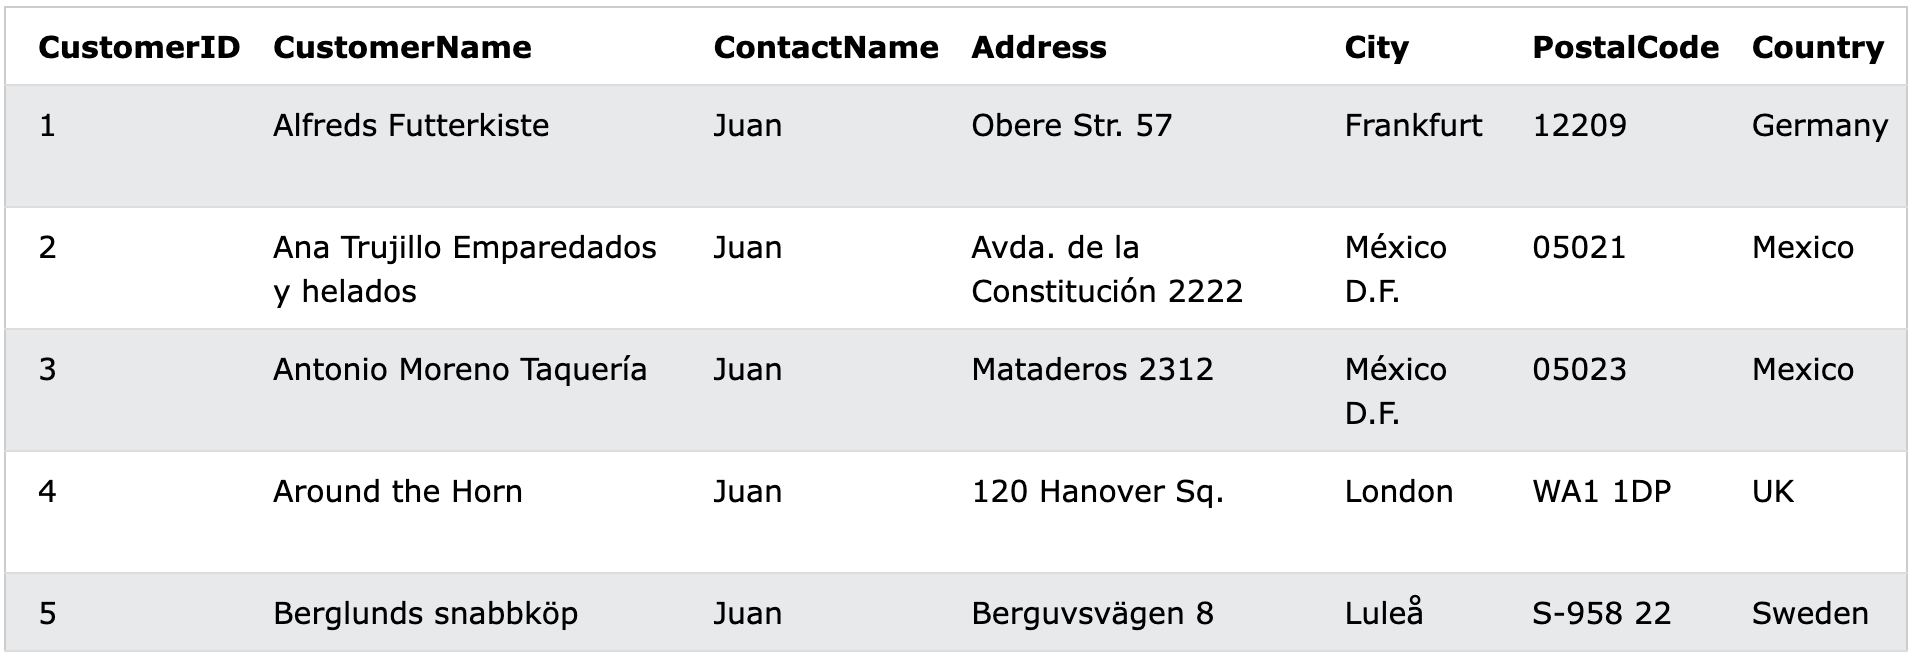 CustomerID CustomerName ContactName Address City PostalCode Country
1 Alfreds Futterkiste Juan Obere Str. 57 Frankfurt 12209 Germany
2 Ana Trujillo Emparedados Juan Avda. de la México 05021 Mexico
y helados Constitución 2222 D.F.
3 Antonio Moreno Taquería Juan Mataderos 2312 México 05023 Mexico
D.F.
4 Around the Horn Juan 120 Hanover Sq. London WA1 1DP UK
5 Berglunds snabbköp Juan Berguvsvägen 8 Luleå S-958 22 Sweden